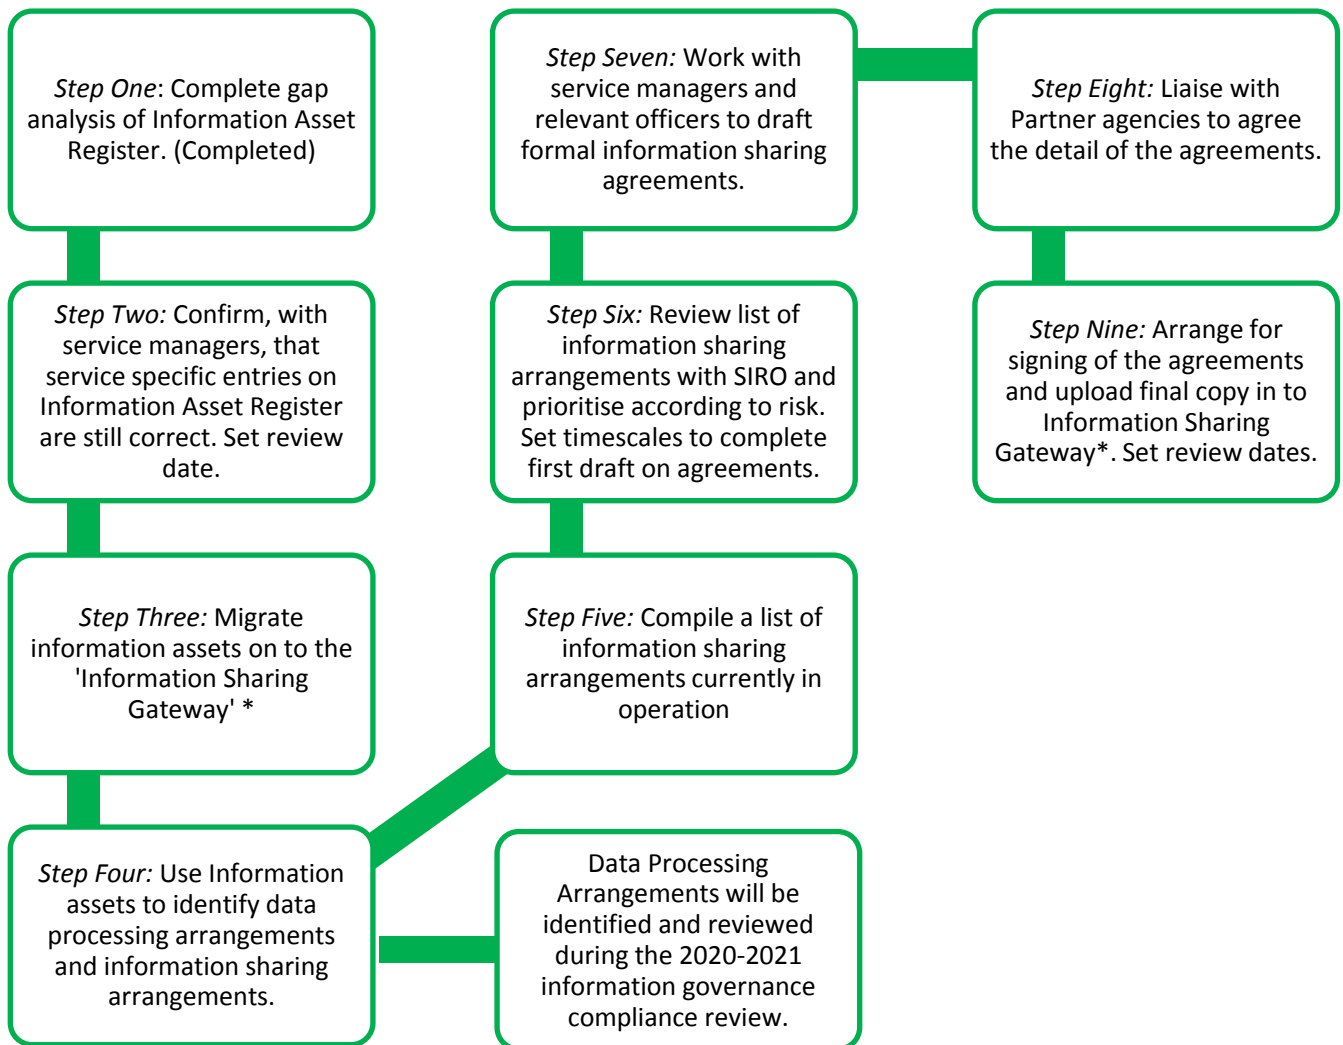 Step One: Complete gap
analysis of Information Asset
Register. (Completed)
Step Two: Confirm, with
service managers, that
service specific entries on
Information Asset Register
are still correct. Set review
date.
Step Three: Migrate
information assets on to the
'Information Sharing
Gateway' *
Step Four: Use Information
assets to identify data
processing arrangements
and information sharing
arrangements.
Data Processing
Arrangements will be
identified and reviewed
during the 2020-2021
information governance
compliance review.
Step Five: Compile a list of
information sharing
arrangements currently in
operation
Step Six: Review list of
information sharing
arrangements with SIRO and
prioritise according to risk.
Set timescales to complete
first draft on agreements.
Step Seven: Work with
service managers and
relevant officers to draft
formal information sharing
agreements.
Step Eight: Liaise with
Partner agencies to agree
the detail of the agreements.
Step Nine: Arrange for
signing of the agreements
and upload final copy in to
Information Sharing
Gateway*. Set review dates.